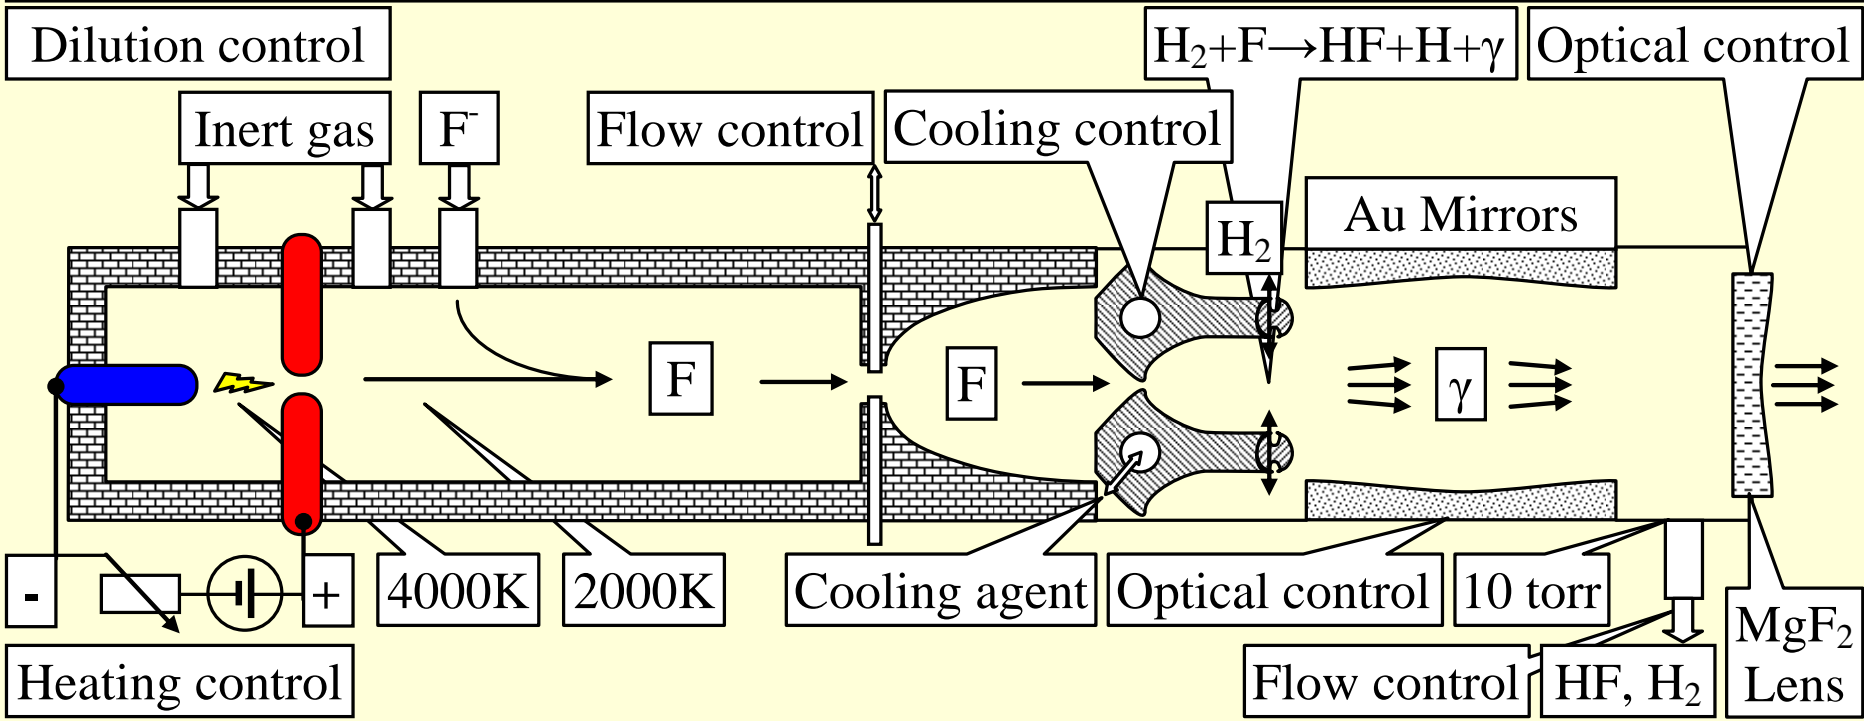 Dilution control
H₂+F→HF+H+γ
Optical control
Inert gas
F⁻
Flow control
Cooling control
H₂
Au Mirrors
F
F
γ
-
+
4000K
2000K
Cooling agent
Optical control
10 torr
MgF₂
Lens
Heating control
Flow control
HF, H₂